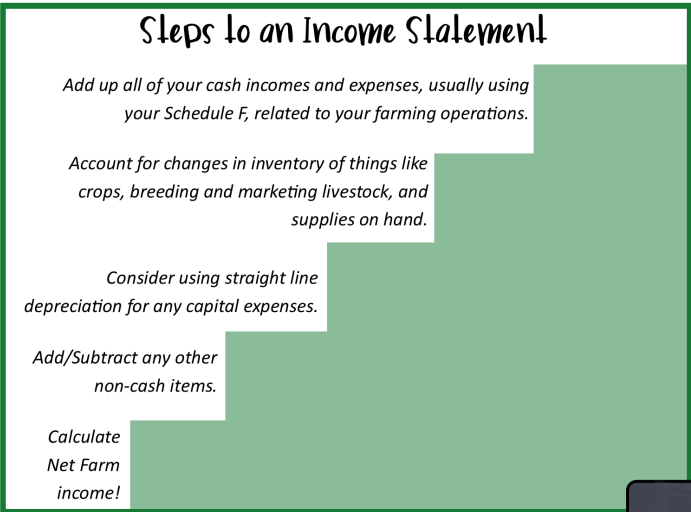 Steps to an Income Statement
Add up all of your cash incomes and expenses, usually using
your Schedule F, related to your farming operations.
Account for changes in inventory of things like
crops, breeding and marketing livestock, and
supplies on hand.
Consider using straight line
depreciation for any capital expenses.
Add/Subtract any other
non-cash items.
Calculate
Net Farm
income!